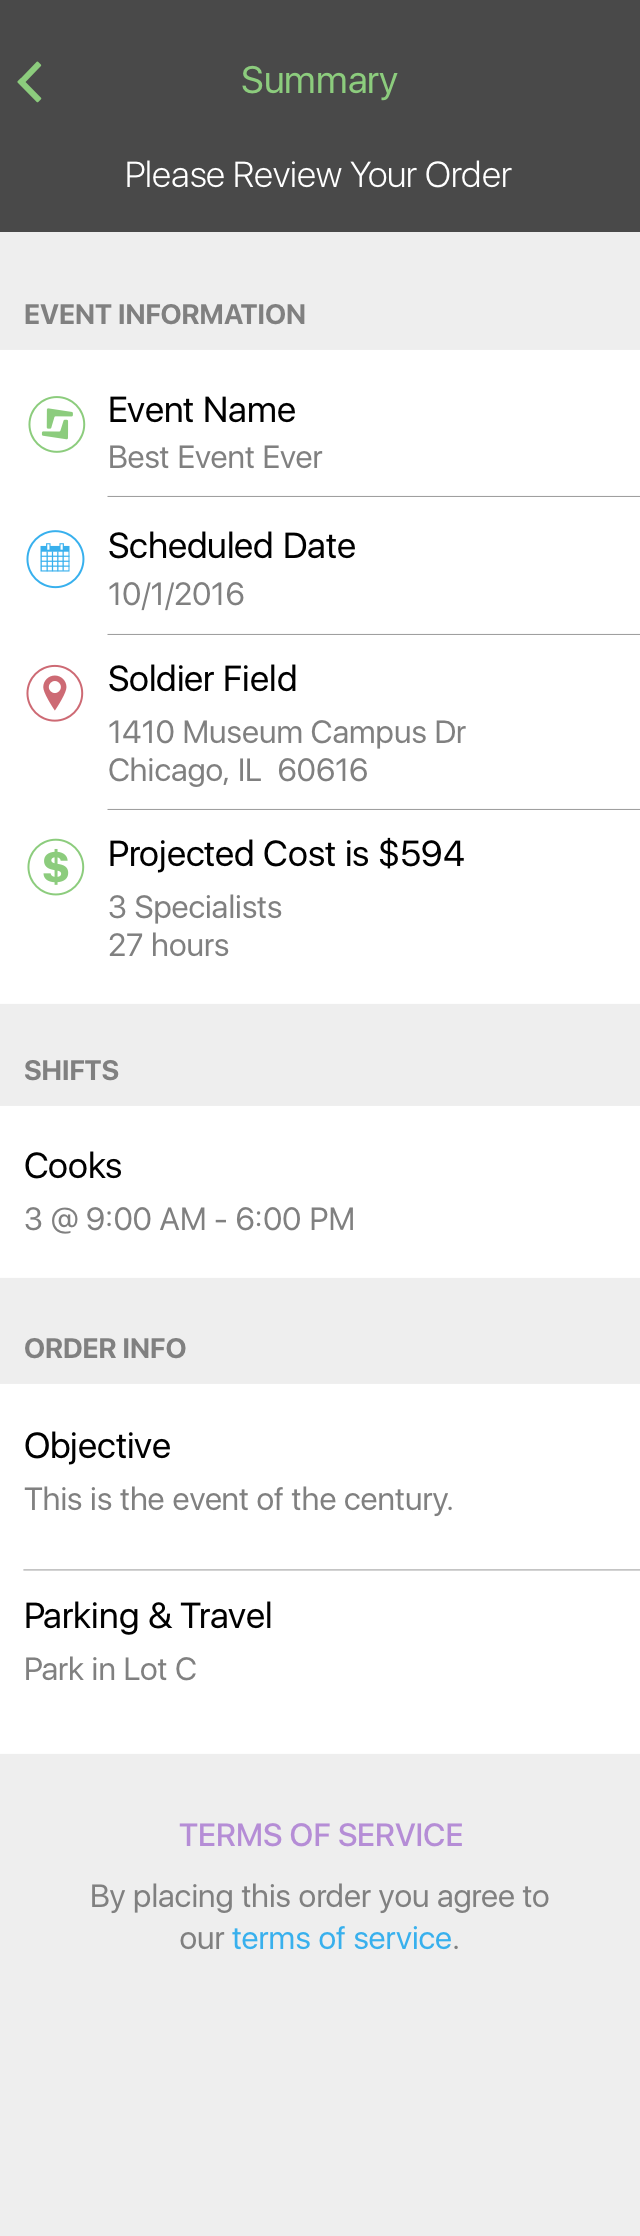 Summary
Please Review Your Order
EVENT INFORMATION
Event Name
Best Event Ever
Scheduled Date
10/1/2016
Soldier Field
1410 Museum Campus Dr
Chicago, IL  60616
$
Projected Cost is $594
3 Specialists
27 hours
SHIFTS
Cooks
3 @ 9:00 AM - 6:00 PM
ORDER INFO
Objective
This is the event of the century.
Parking & Travel
Park in Lot C
TERMS OF SERVICE
By placing this order you agree to
our terms of service.